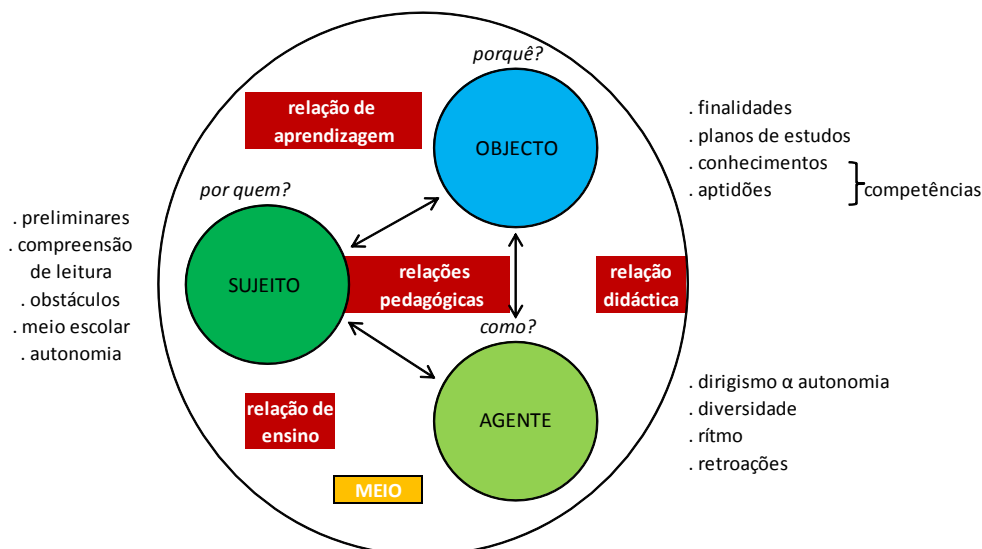 porquê?
relação de
aprendizagem
OBJECTO
. finalidades
. planos de estudos
. conhecimentos
. aptidões
competências
por quem?
. preliminares
. compreensão
de leitura
. obstáculos
. meio escolar
. autonomia
SUJEITO
relações
pedagógicas
relação
didáctica
como?
AGENTE
. dirigismo α autonomia
. diversidade
. rítmo
. retroações
relação de
ensino
MEIO